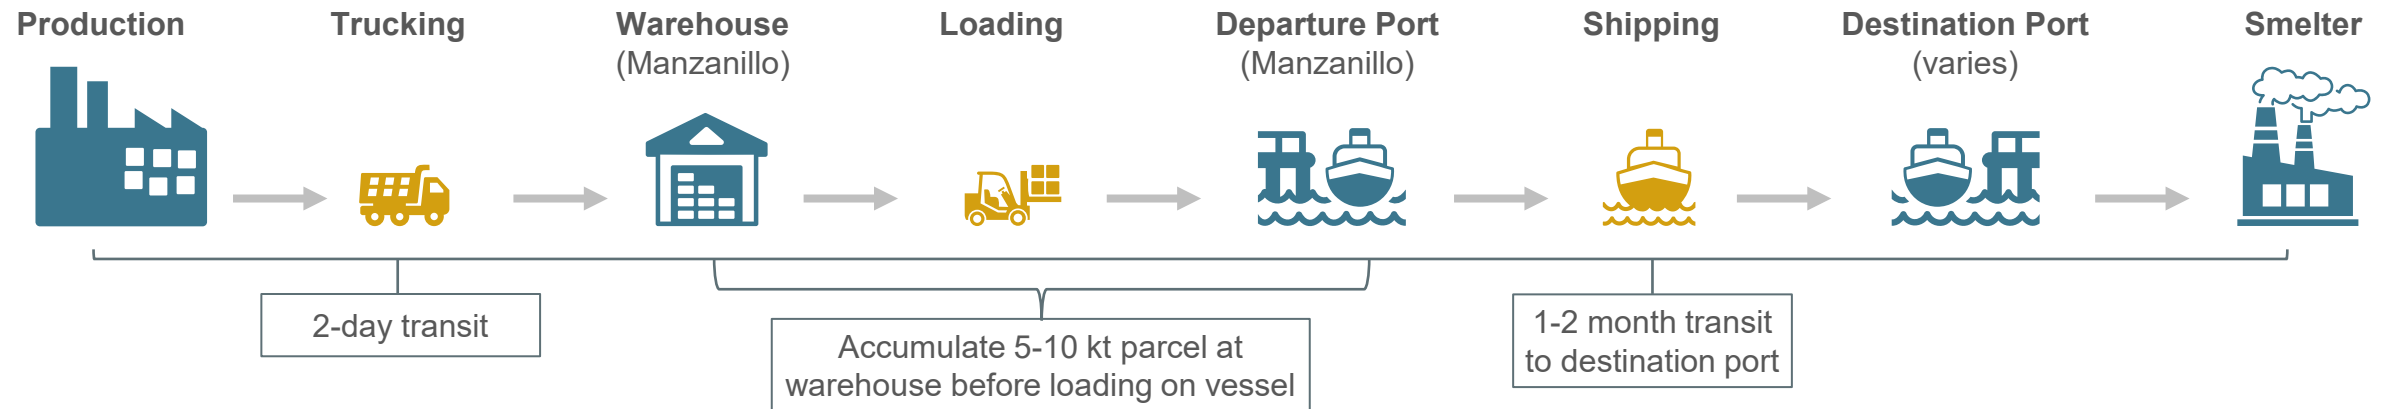 Production
Trucking
Warehouse
(Manzanillo)
Loading
Departure Port
(Manzanillo)
Shipping
Destination Port
(varies)
Smelter
2-day transit
Accumulate 5-10 kt parcel at
warehouse before loading on vessel
1-2 month transit
to destination port